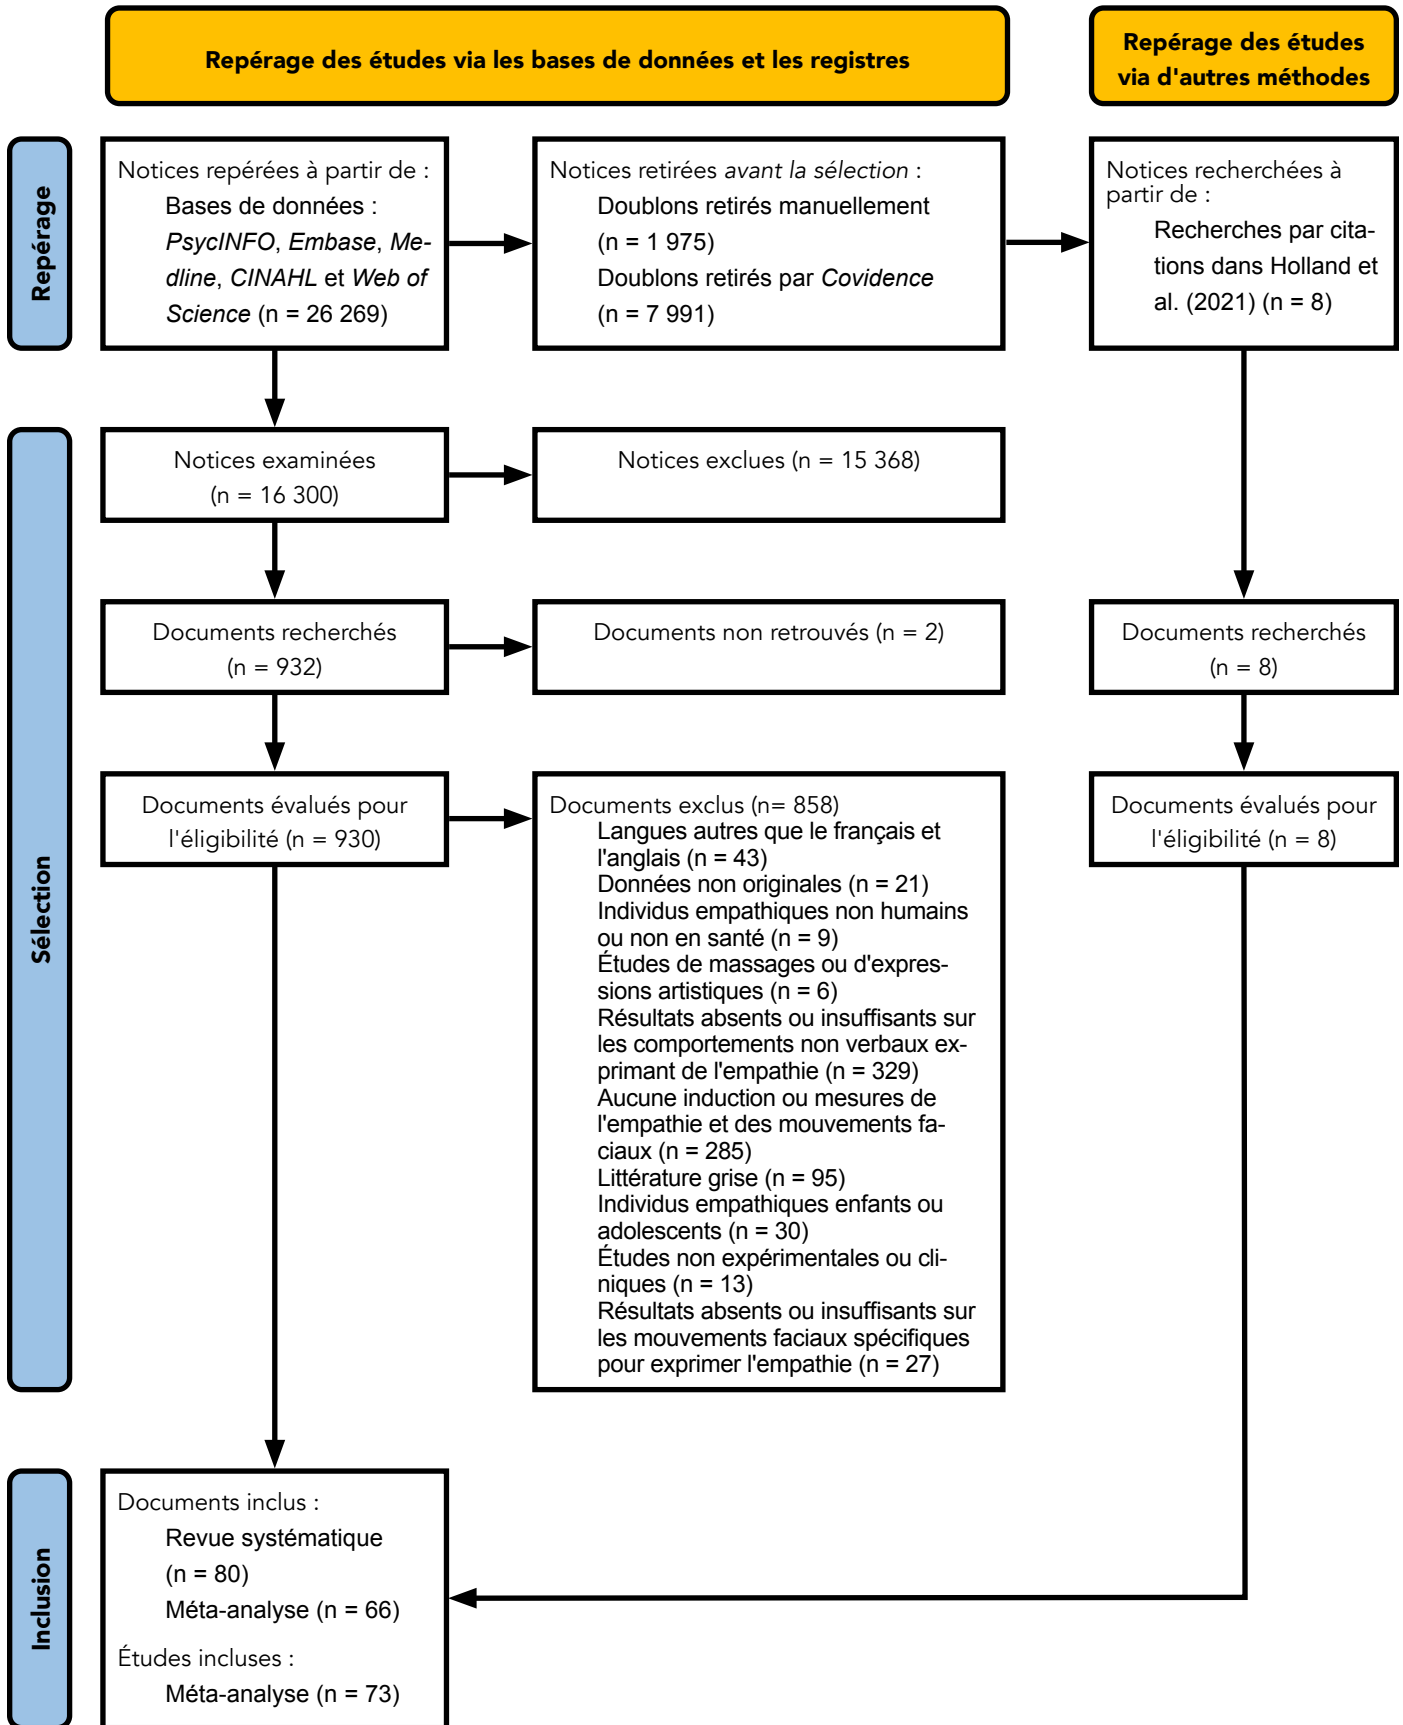 Repérage des études via les bases de données et les registres
Repérage des études
via d'autres méthodes
Repérage
Notices repérées à partir de :
Bases de données :
PsycINFO, Embase, Me-
dline, CINAHL et Web of
Science (n = 26 269)
Notices retirées avant la sélection :
Doublons retirés manuellement
(n = 1 975)
Doublons retirés par Covidence
(n = 7 991)
Notices recherchées à
partir de :
Recherches par cita-
tions dans Holland et
al. (2021) (n = 8)
Sélection
Notices examinées
(n = 16 300)
Notices exclues (n = 15 368)
Documents recherchés
(n = 932)
Documents non retrouvés (n = 2)
Documents recherchés
(n = 8)
Documents évalués pour
l'éligibilité (n = 930)
Documents exclus (n= 858)
Langues autres que le français et
l'anglais (n = 43)
Données non originales (n = 21)
Individus empathiques non humains
ou non en santé (n = 9)
Études de massages ou d'expres-
sions artistiques (n = 6)
Résultats absents ou insuffisants sur
les comportements non verbaux ex-
primant de l'empathie (n = 329)
Aucune induction ou mesures de
l'empathie et des mouvements fa-
ciaux (n = 285)
Littérature grise (n = 95)
Individus empathiques enfants ou
adolescents (n = 30)
Études non expérimentales ou cli-
niques (n = 13)
Résultats absents ou insuffisants sur
les mouvements faciaux spécifiques
pour exprimer l'empathie (n = 27)
Documents évalués pour
l'éligibilité (n = 8)
Inclusion
Documents inclus :
Revue systématique
(n = 80)
Méta-analyse (n = 66)
Études incluses :
Méta-analyse (n = 73)